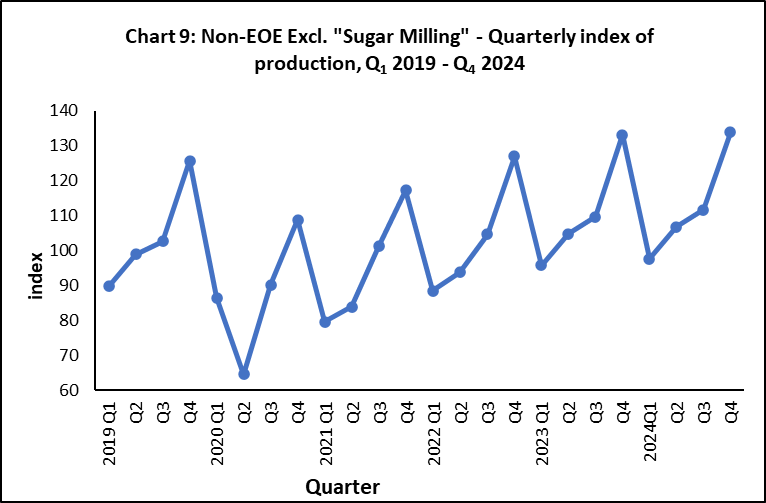 Chart 9: Non-EOE Excl. "Sugar Milling" - Quarterly index of
production, Q1 2019 - Q4 2024
140
130
120
110
100
90
80
70
60
index
2019 Q1
Q2
Q3
Q4
2020 Q1
Q2
Q3
Q4
2021 Q1
Q2
Q3
Q4
2022 Q1
Q2
Q3
Q4
2023 Q1
Q2
Q3
Q4
2024Q1
Q2
Q3
Q4
Quarter